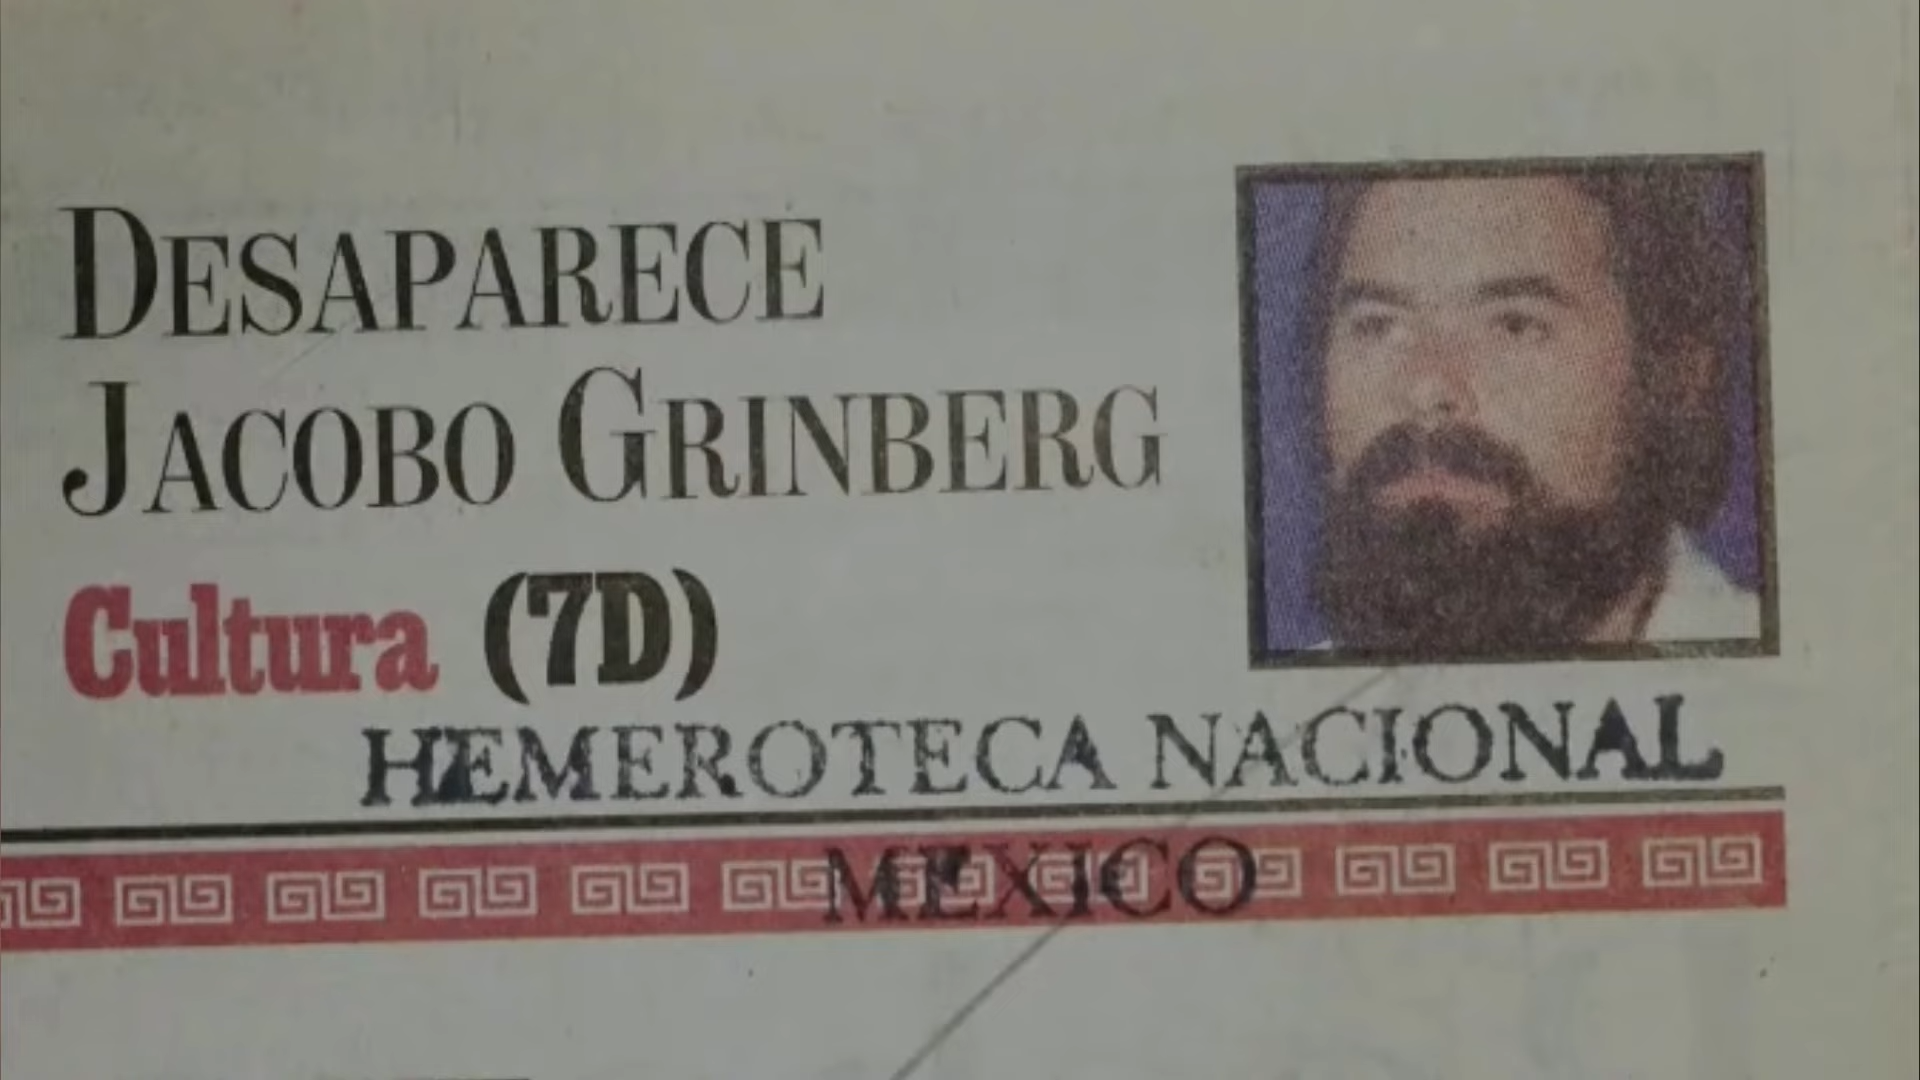 DESAPARECE
JACOBO GRINBERG
Cultura (7D)
HEMEROTECA NACIONAL
MEXICO